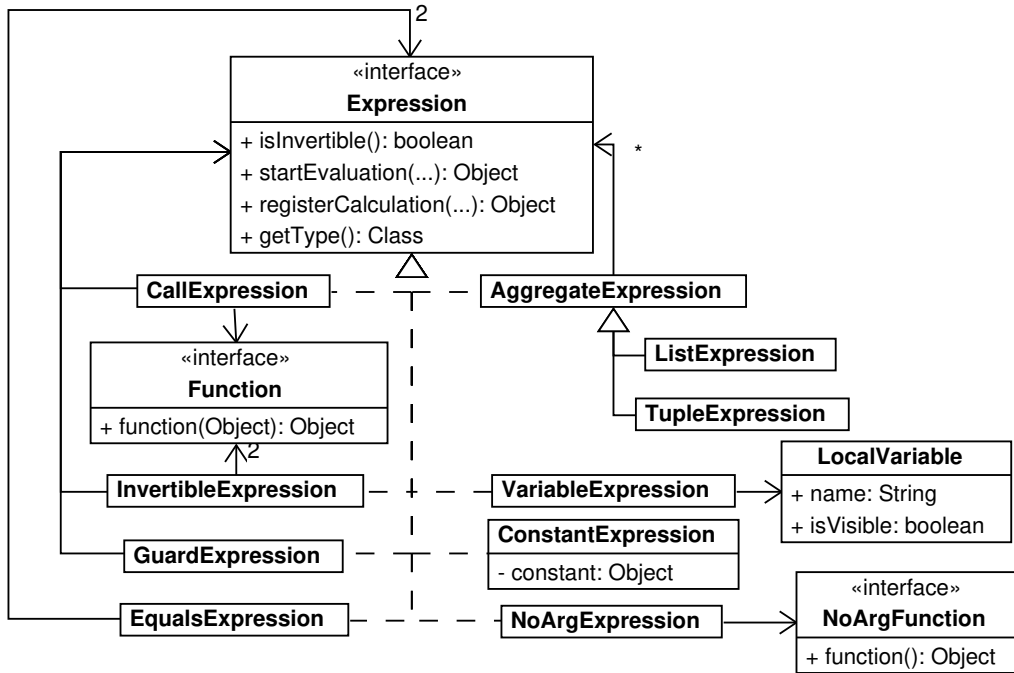 2
«interface»
Expression
+ isInvertible(): boolean
+ startEvaluation(...): Object
+ registerCalculation(...): Object
+ getType(): Class
*
CallExpression
AggregateExpression
«interface»
Function
+ function(Object): Object
2
ListExpression
TupleExpression
InvertibleExpression
VariableExpression
LocalVariable
+ name: String
+ isVisible: boolean
GuardExpression
ConstantExpression
- constant: Object
EqualsExpression
NoArgExpression
«interface»
NoArgFunction
+ function(): Object